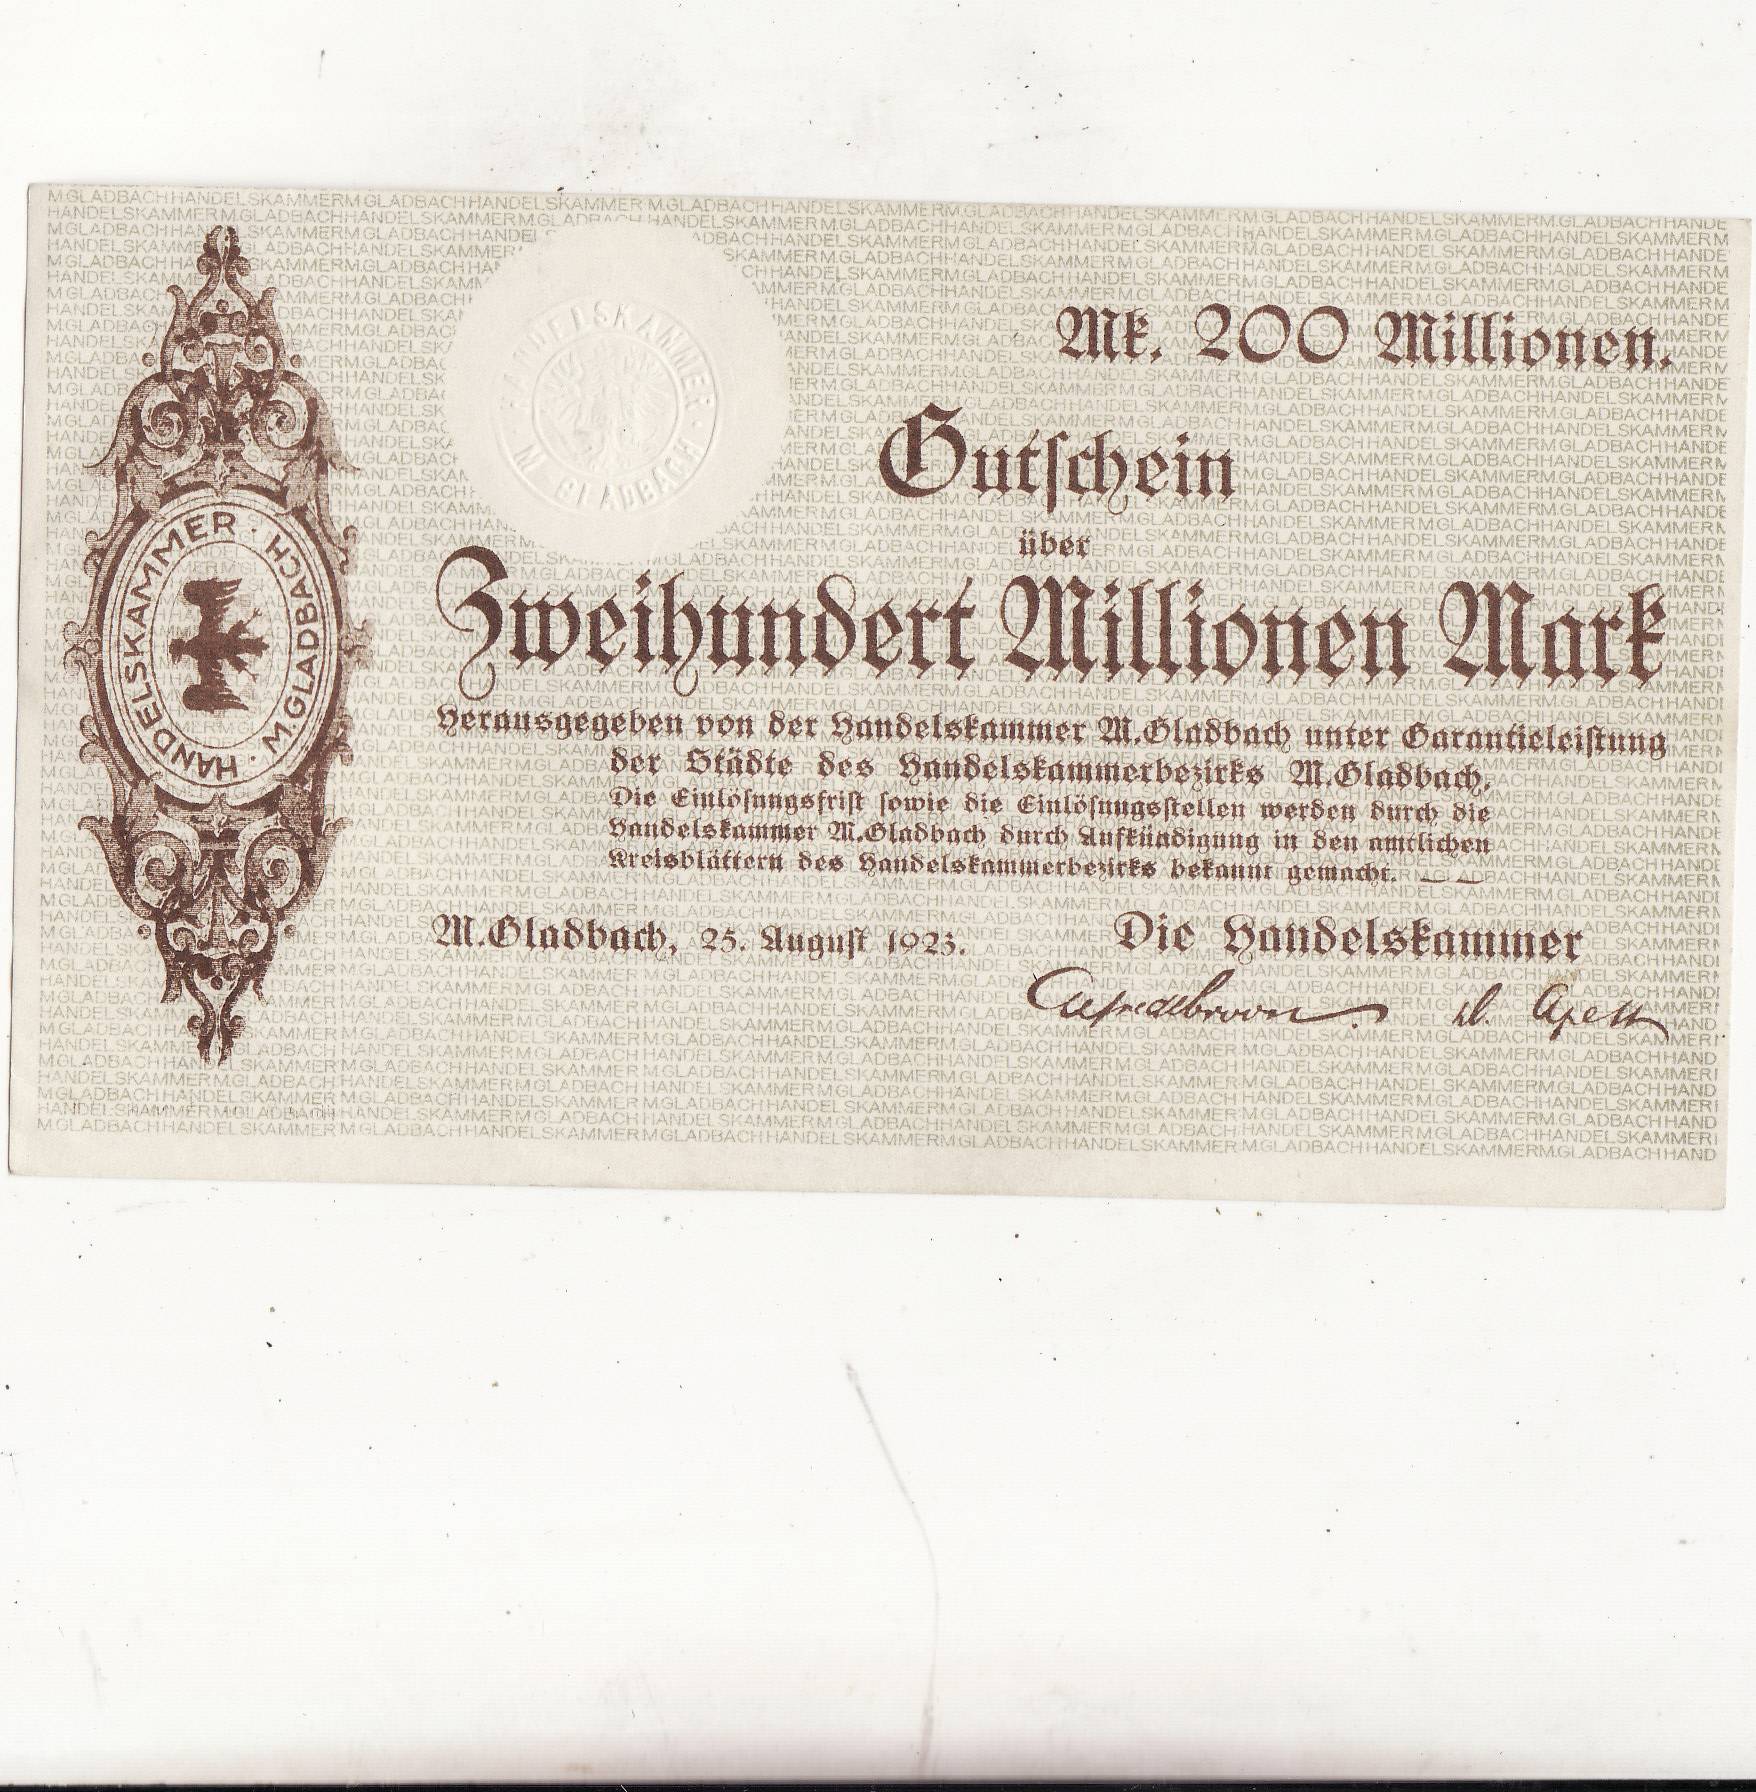 Mk. 200 Millionen.
HANDELSKAMMER M. GLADBACH
Gutschein
über
HANDELSKAMMER · M.GLADBACH ·
Zweihundert Millionen Mark
Herausgegeben von der Handelskammer M.Gladbach unter Garantieleistung
der Städte des Handelskammerbezirks M.Gladbach.
Die Einlösungsfrist sowie die Einlösungsstellen werden durch die
Handelskammer M.Gladbach durch Aufkündigung in den amtlichen
Kreisblättern des Handelskammerbezirks bekannt gemacht.
M.Gladbach, 25. August 1923.
Die Handelskammer